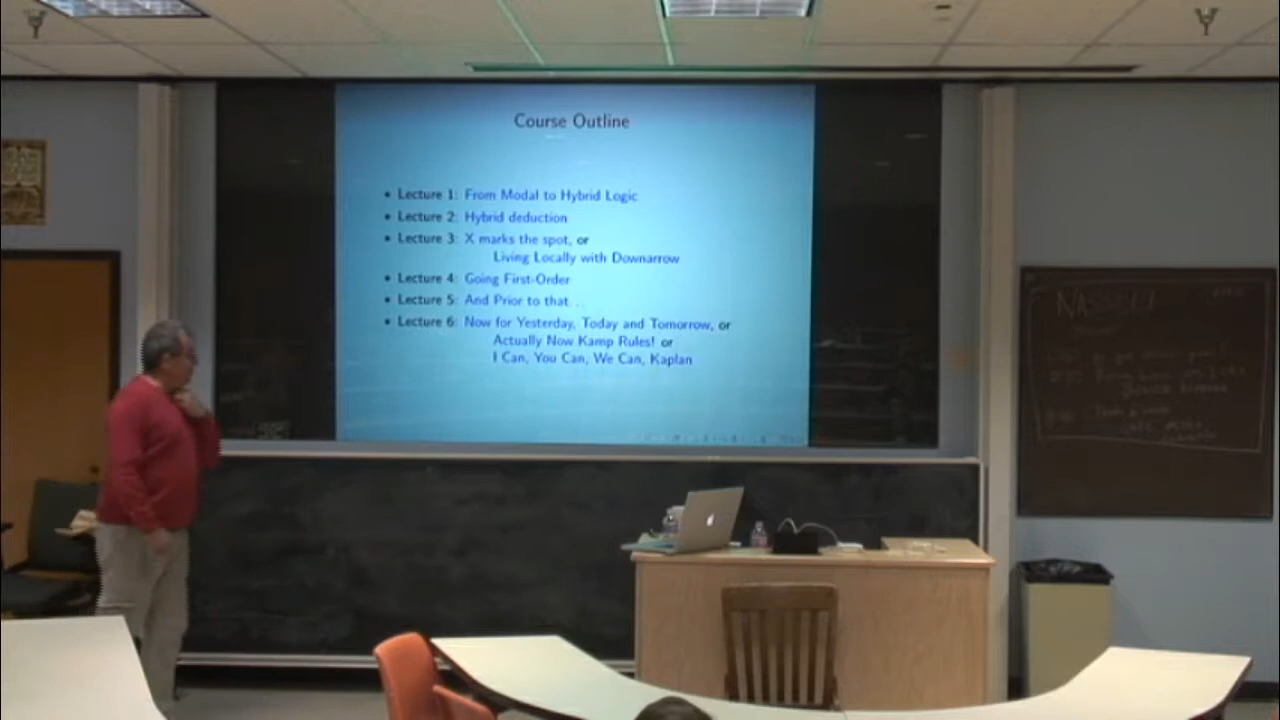 Course Outline
• Lecture 1: From Modal to Hybrid Logic
• Lecture 2: Hybrid deduction
• Lecture 3: X marks the spot, or
Living Locally with Downarrow
• Lecture 4: Going First-Order
• Lecture 5: And Prior to that...
• Lecture 6: Now for Yesterday, Today and Tomorrow, or
Actually Now Kamp Rules! or
I Can, You Can, We Can, Kaplan